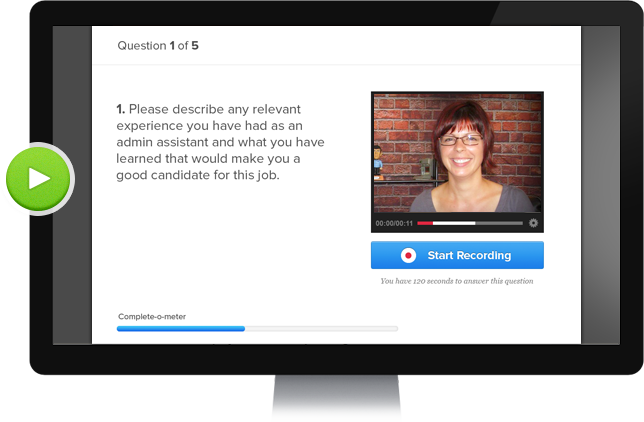 Question 1 of 5
1. Please describe any relevant
experience you have had as an
admin assistant and what you have
learned that would make you a
good candidate for this job.
00:00/00:11
Start Recording
You have 120 seconds to answer this question
Complete-o-meter